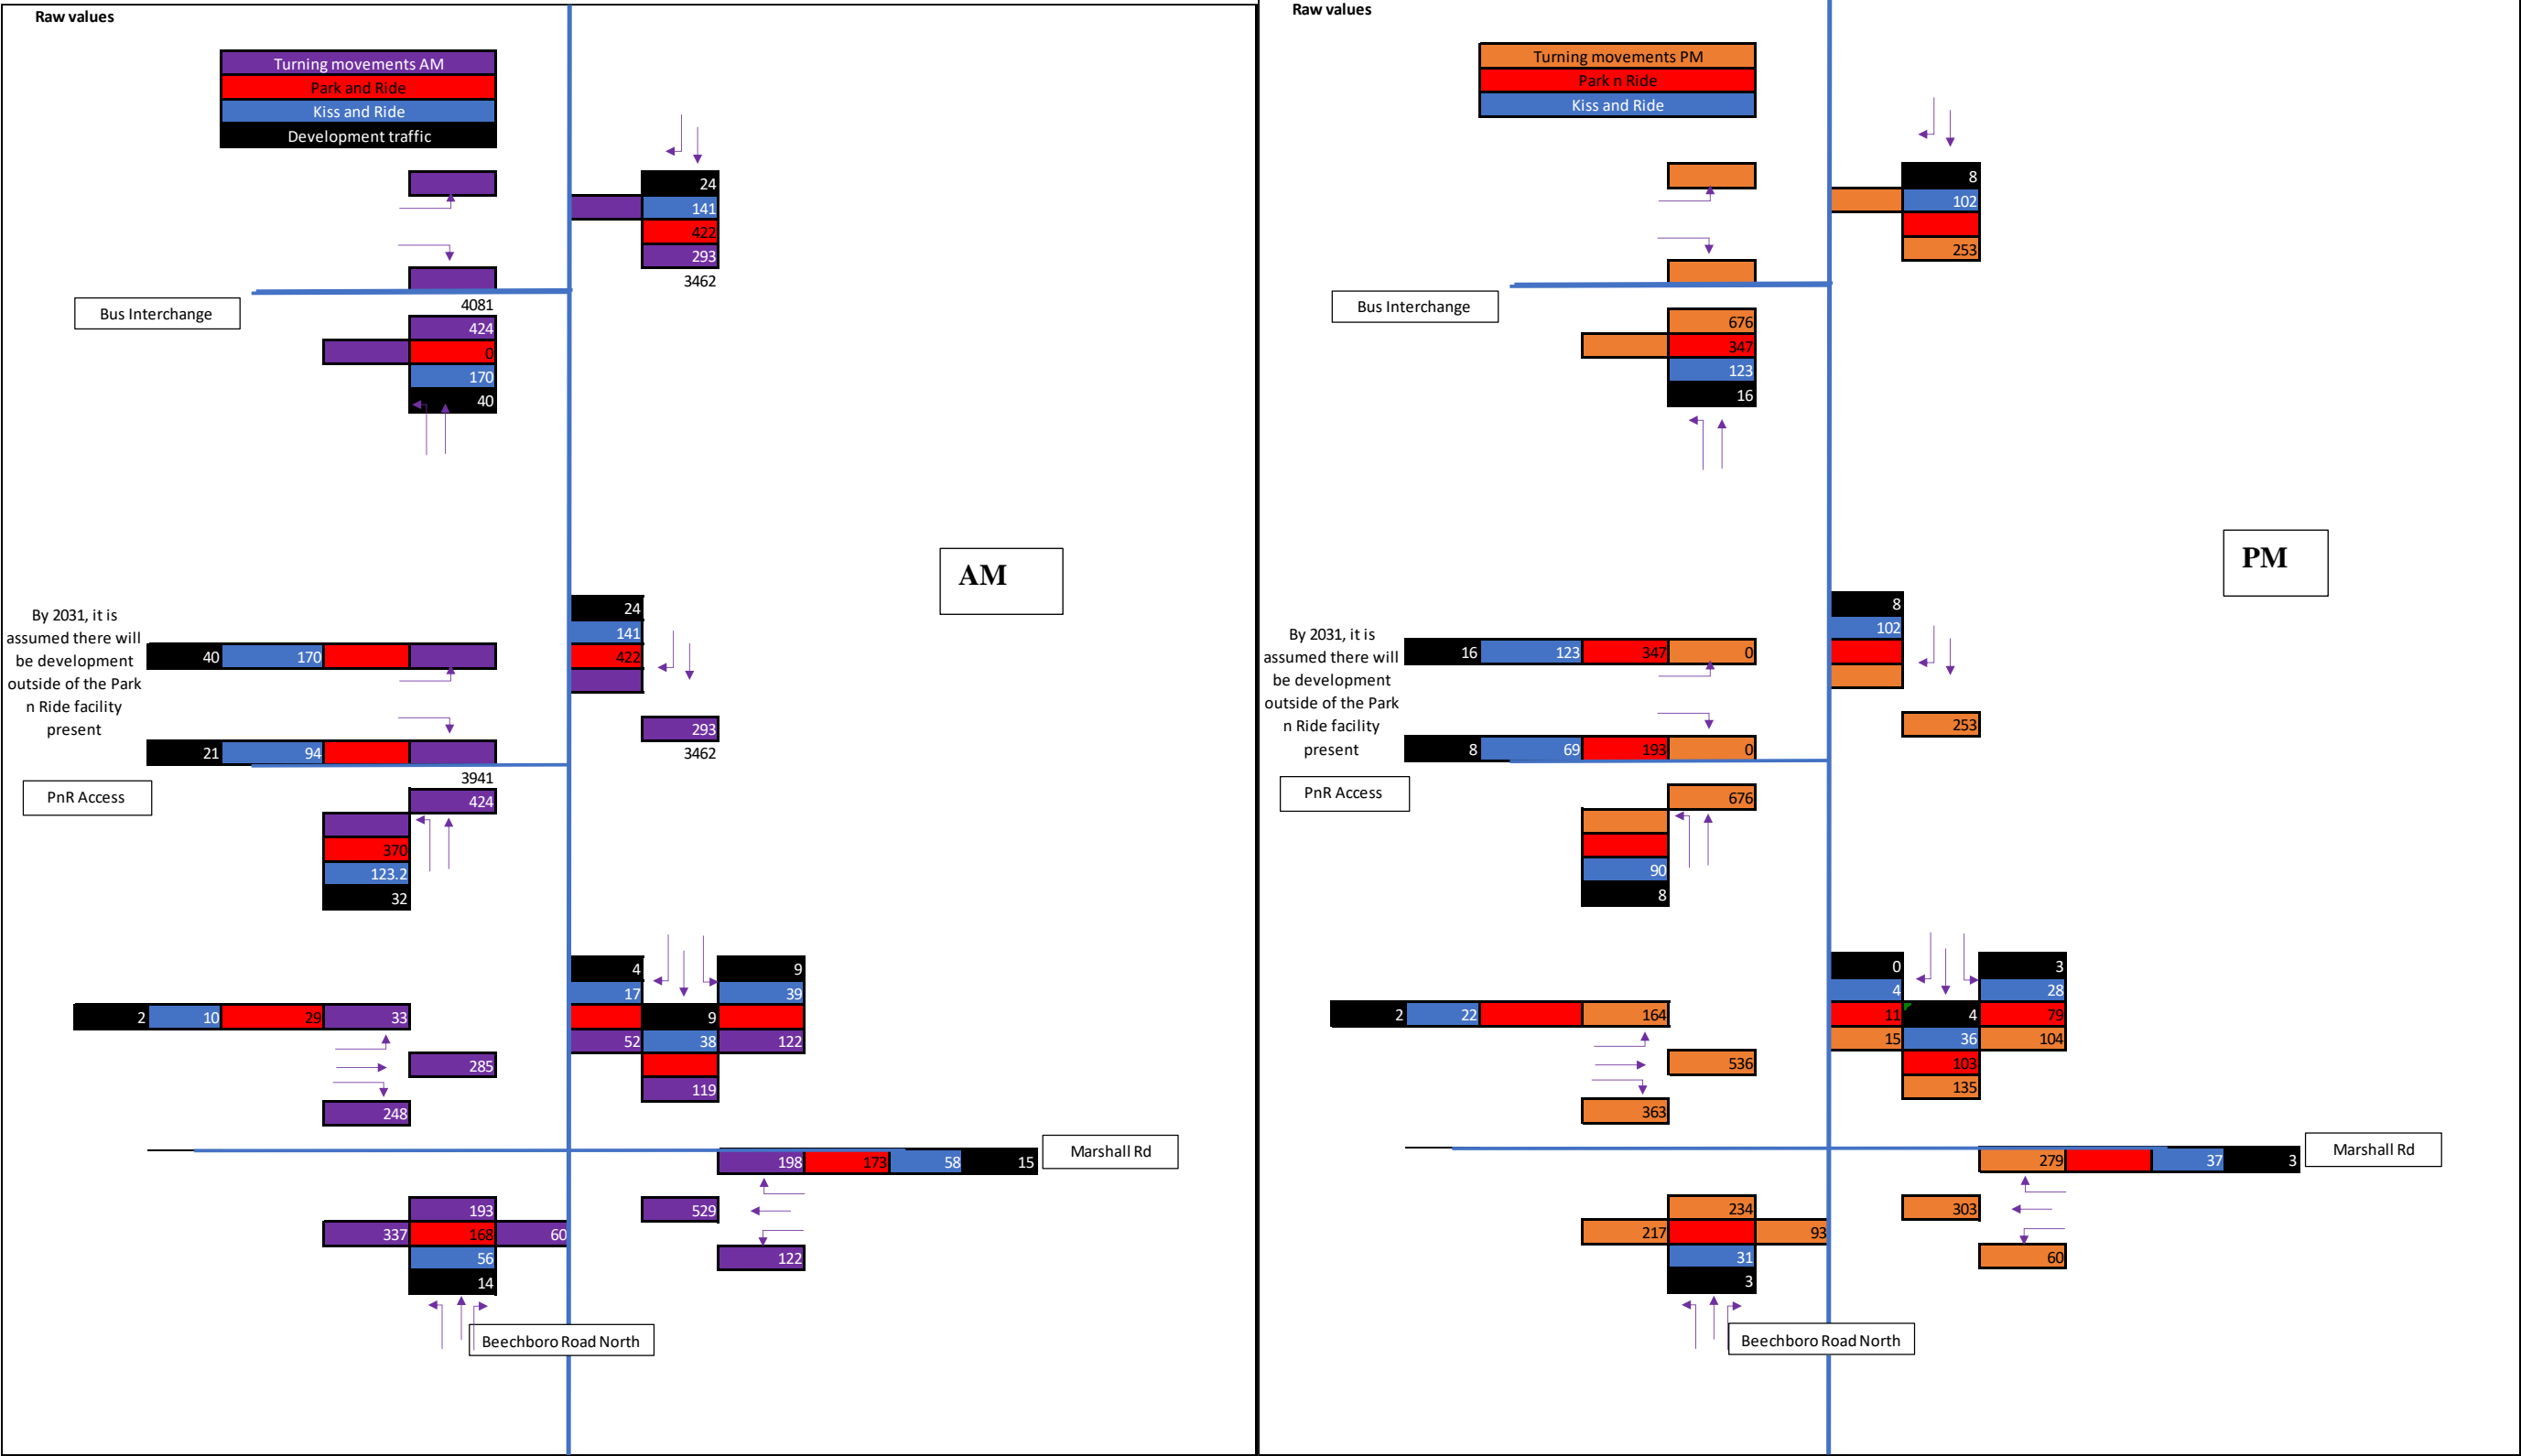 Raw values
Turning movements AM
Park and Ride
Kiss and Ride
Development traffic
24
141
422
293
3462
4081
Bus Interchange
424
0
170
40
AM
By 2031, it is
assumed there will
be development
outside of the Park
n Ride facility
present
24
141
422
40 170
293
3462
21 94
3941
PnR Access
424
370
123.2
32
4 9
17 39
2 10 29 33
9
52 38 122
285
119
248
Marshall Rd
198 173 58 15
193
529
337 168 60
56
122
14
Beechboro Road North
Raw values
Turning movements PM
Park n Ride
Kiss and Ride
8
102
253
Bus Interchange
676
347
123
16
PM
By 2031, it is
assumed there will
be development
outside of the Park
n Ride facility
present
8
102
16 123 347 0
253
8 69 193 0
PnR Access
676
90
8
0 3
4 28
2 22 164
11 4 79
15 36 104
536
103
135
363
Marshall Rd
279 37 3
234
303
217 93
31
60
3
Beechboro Road North